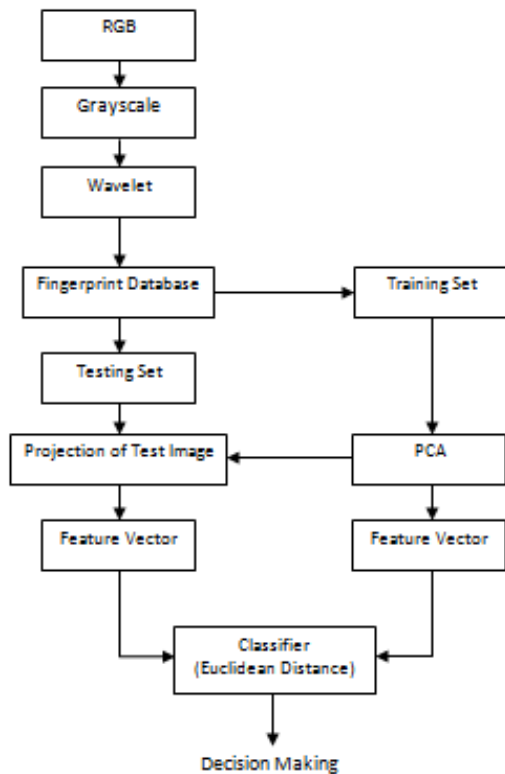 RGB
Grayscale
Wavelet
Fingerprint Database
Training Set
Testing Set
Projection of Test Image
PCA
Feature Vector
Feature Vector
Classifier
(Euclidean Distance)
Decision Making